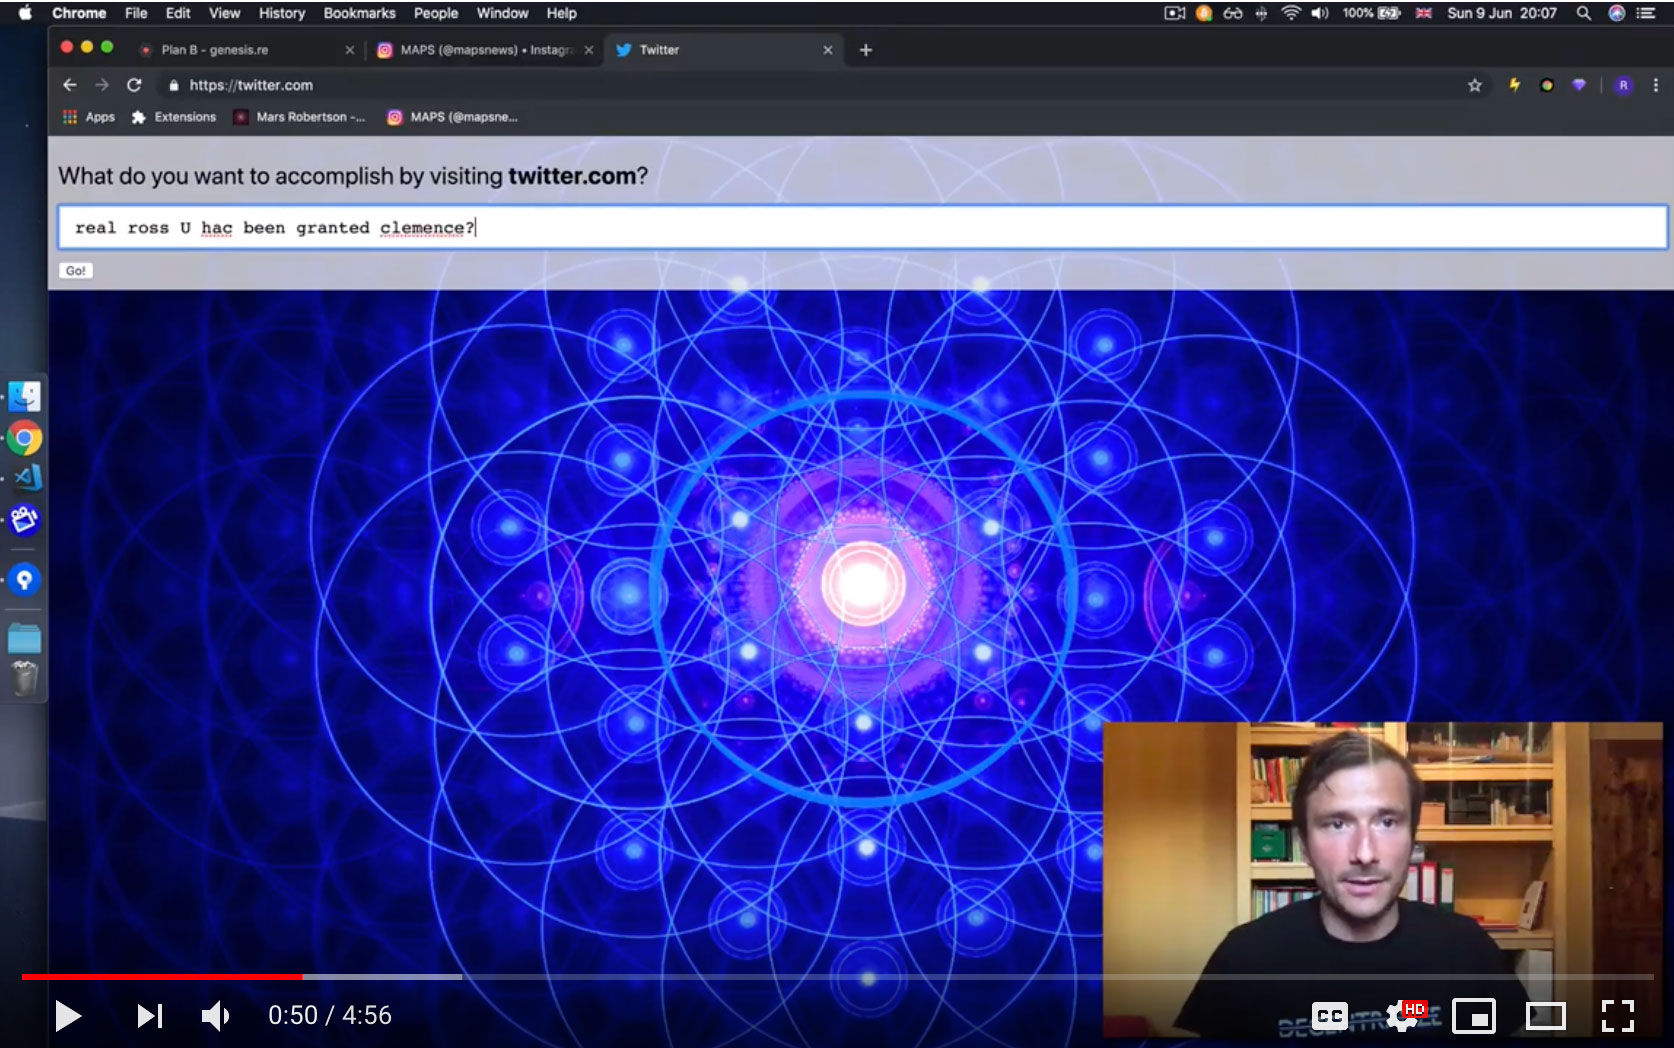 Chrome File Edit View History Bookmarks People Window Help 100% Sun 9 Jun 20:07
Plan B - genesis.re MAPS (@mapsnews) • Instagra Twitter
https://twitter.com R
Apps Extensions Mars Robertson -... MAPS (@mapsne...
What do you want to accomplish by visiting twitter.com?
real ross U hac been granted clemence?
Go!
0:50 / 4:56 CC HD